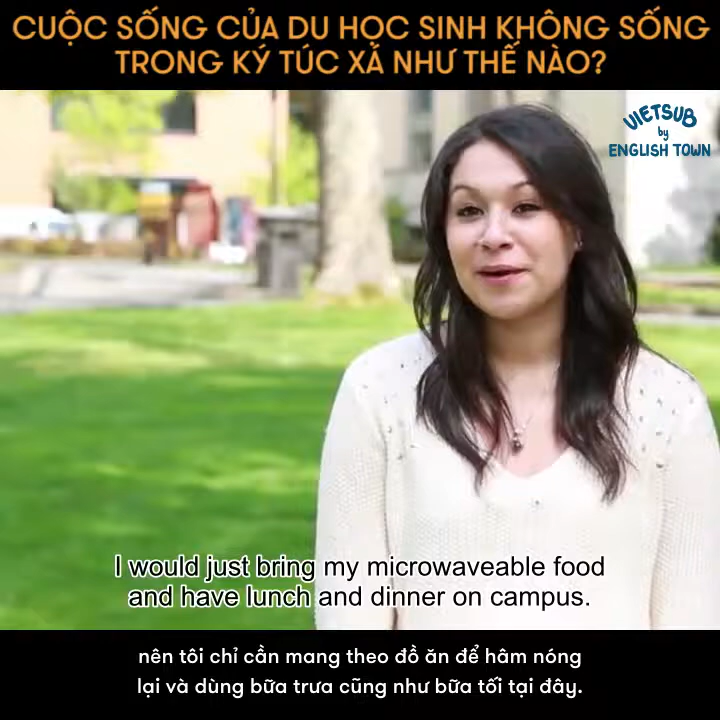 CUỘC SỐNG CỦA DU HỌC SINH KHÔNG SỐNG
TRONG KÝ TÚC XÁ NHƯ THẾ NÀO?
VIETSUB
by
ENGLISH TOWN
I would just bring my microwaveable food
and have lunch and dinner on campus.
nên tôi chỉ cần mang theo đồ ăn để hâm nóng
lại và dùng bữa trưa cũng như bữa tối tại đây.